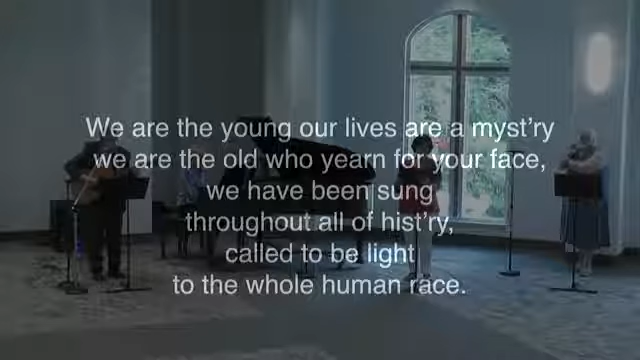 We are the young our lives are a myst'ry
we are the old who yearn for your face,
we have been sung
throughout all of hist'ry,
called to be light
to the whole human race.